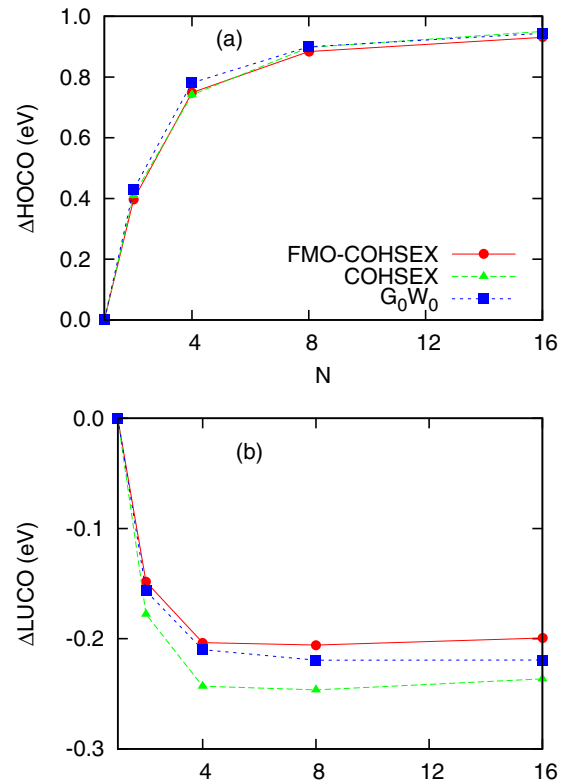 1.0
(a)
0.8
0.6
ΔHOCO (eV)
0.4
FMO-COHSEX
0.2
COHSEX
G₀W₀
0.0
4 8 12 16
N
0.0
(b)
-0.1
ΔLUCO (eV)
-0.2
-0.3
4 8 12 16